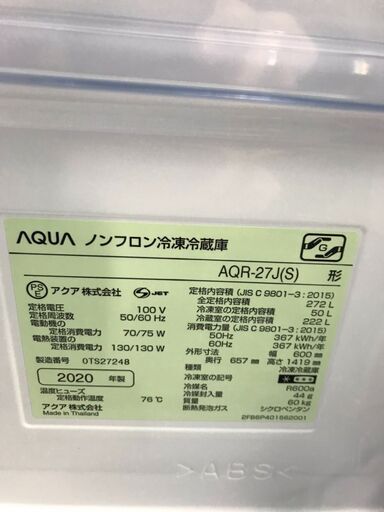 AQUA ノンフロン冷凍冷蔵庫
G
AQR-27J(S) 形
PS
E
アクア 株式会社 JET
定格電圧 100 V
定格周波数 50/60 Hz
電動機の
定格消費電力 70/75 W
電熱装置の
定格消費電力 130/130 W
製造番号 0TS27248
2020 年製
温度ヒューズ
定格動作温度 76℃
アクア 株式会社
Made in Thailand
定格内容積 (JIS C 9801-3 : 2015)
全定格内容積 272 L
冷凍室の定格内容積 50 L
冷蔵室の定格内容積 222 L
消費電力量 (JIS C 9801-3 : 2015)
50Hz 367 kWh/年
60Hz 367 kWh/年
外形寸法 幅 600 mm
奥行 657 mm 高さ 1419 mm
種類 冷凍冷蔵庫
冷凍室の記号
冷媒 R600a
冷媒封入量 44 g
質量 60 kg
断熱発泡ガス シクロペンタン
2FB6P401562001
>ABS<